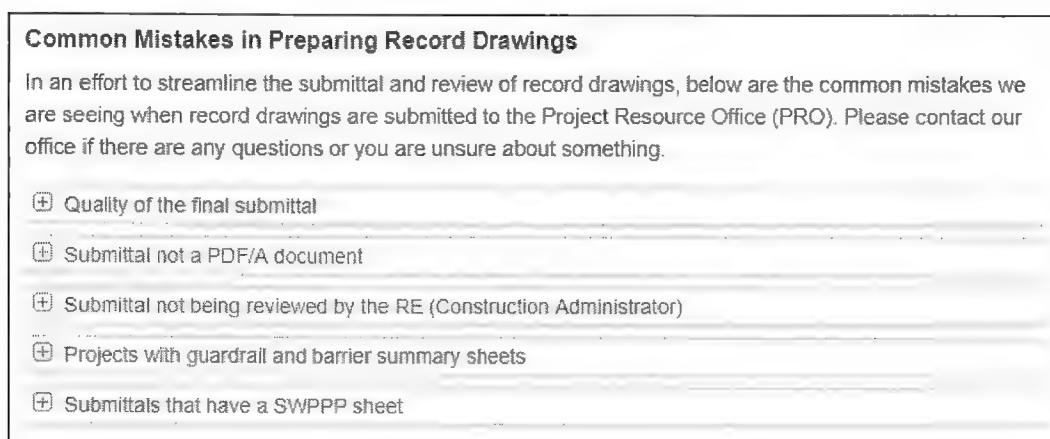 Common Mistakes in Preparing Record Drawings
In an effort to streamline the submittal and review of record drawings, below are the common mistakes we
are seeing when record drawings are submitted to the Project Resource Office (PRO). Please contact our
office if there are any questions or you are unsure about something.
Quality of the final submittal
Submittal not a PDF/A document
Submittal not being reviewed by the RE (Construction Administrator)
Projects with guardrail and barrier summary sheets
Submittals that have a SWPPP sheet